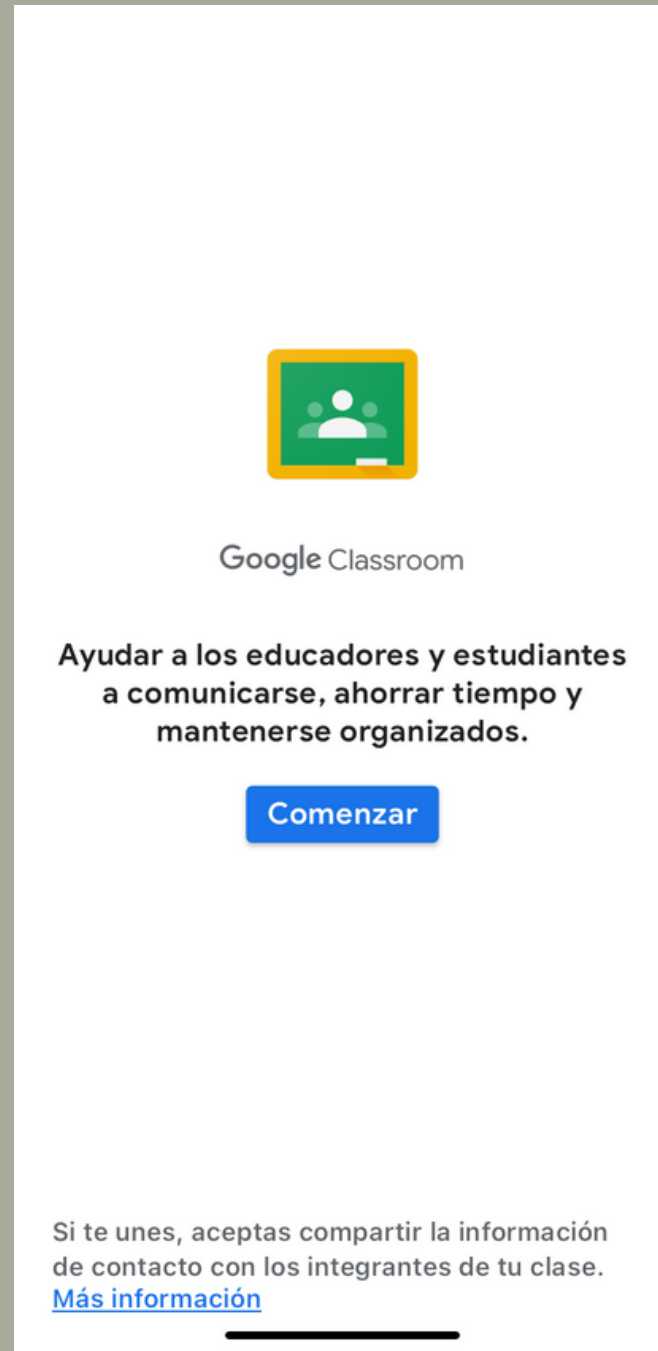 Google Classroom
Ayudar a los educadores y estudiantes
a comunicarse, ahorrar tiempo y
mantenerse organizados.
Comenzar
Si te unes, aceptas compartir la información
de contacto con los integrantes de tu clase.
Más información